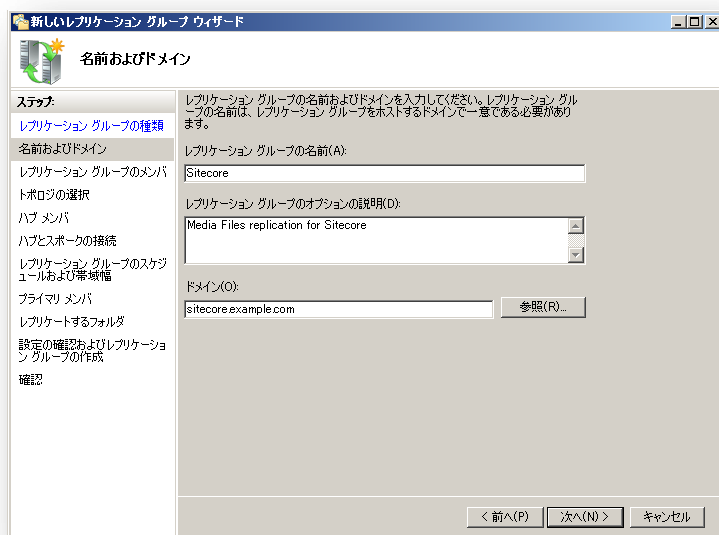 新しいレプリケーション グループ ウィザード
名前およびドメイン
ステップ:
レプリケーション グループの種類
名前およびドメイン
レプリケーション グループのメンバ
トポロジの選択
ハブ メンバ
ハブとスポークの接続
レプリケーション グループのスケジ
ュールおよび帯域幅
プライマリ メンバ
レプリケートするフォルダ
設定の確認およびレプリケーショ
ン グループの作成
確認
レプリケーション グループの名前およびドメインを入力してください。レプリケーション グル
ープの名前は、レプリケーション グループをホストするドメインで一意である必要があり
ます。
レプリケーション グループの名前(A):
Sitecore
レプリケーション グループのオプションの説明(D):
Media Files replication for Sitecore
ドメイン(O):
sitecore.example.com
参照(R)...
< 前へ(P)
次へ(N) >
キャンセル